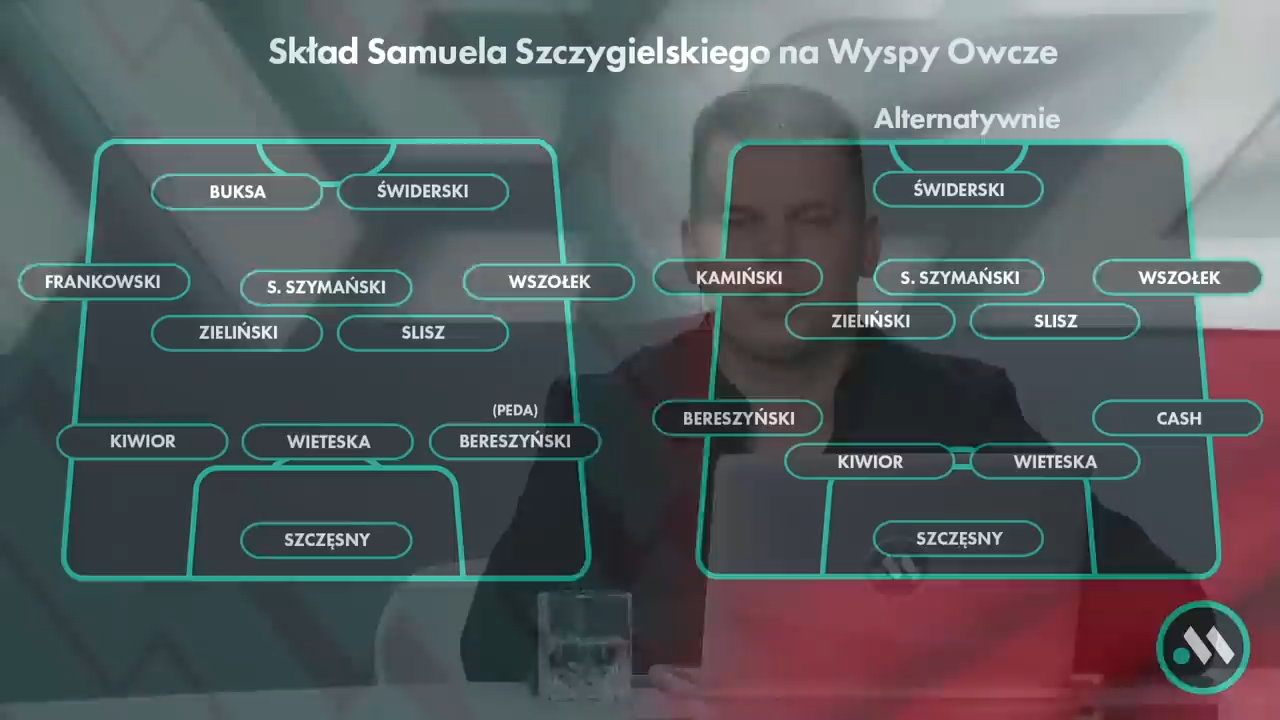 Skład Samuela Szczygielskiego na Wyspy Owcze
BUKSA
ŚWIDERSKI
FRANKOWSKI
S. SZYMAŃSKI
WSZOŁEK
ZIELIŃSKI
SLISZ
(PEDA)
KIWIOR
WIETESKA
BERESZYŃSKI
SZCZĘSNY
Alternatywnie
ŚWIDERSKI
KAMIŃSKI
S. SZYMAŃSKI
WSZOŁEK
ZIELIŃSKI
SLISZ
BERESZYŃSKI
CASH
KIWIOR
WIETESKA
SZCZĘSNY